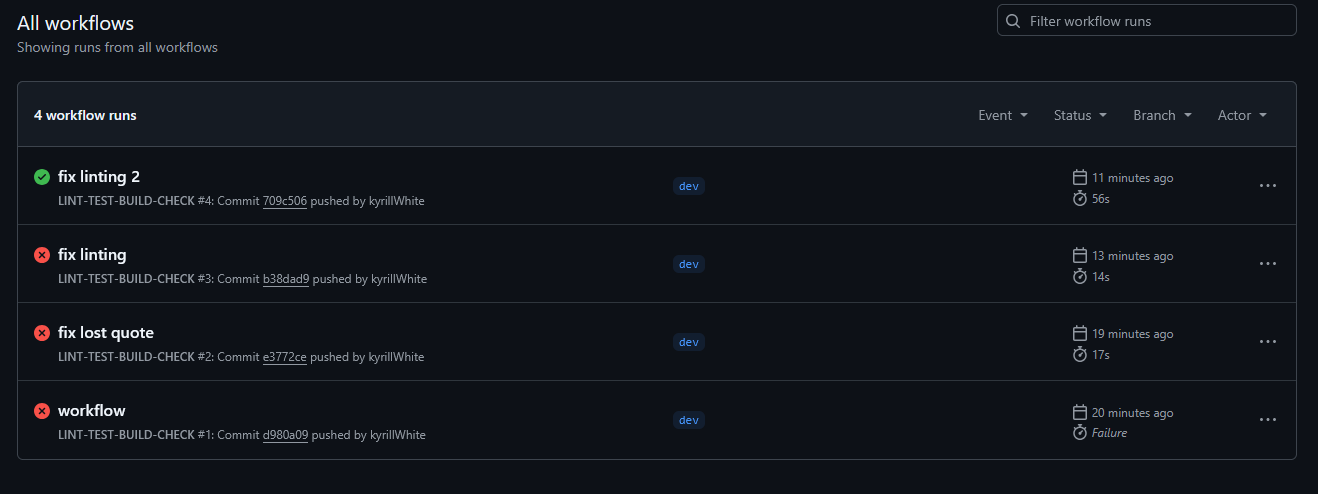 All workflows
Filter workflow runs
Showing runs from all workflows
4 workflow runs
Event
Status
Branch
Actor
fix linting 2
LINT-TEST-BUILD-CHECK #4: Commit 709c506 pushed by kyrillWhite
dev
11 minutes ago
56s
fix linting
LINT-TEST-BUILD-CHECK #3: Commit b38dad9 pushed by kyrillWhite
dev
13 minutes ago
14s
fix lost quote
LINT-TEST-BUILD-CHECK #2: Commit e3772ce pushed by kyrillWhite
dev
19 minutes ago
17s
workflow
LINT-TEST-BUILD-CHECK #1: Commit d980a09 pushed by kyrillWhite
dev
20 minutes ago
Failure